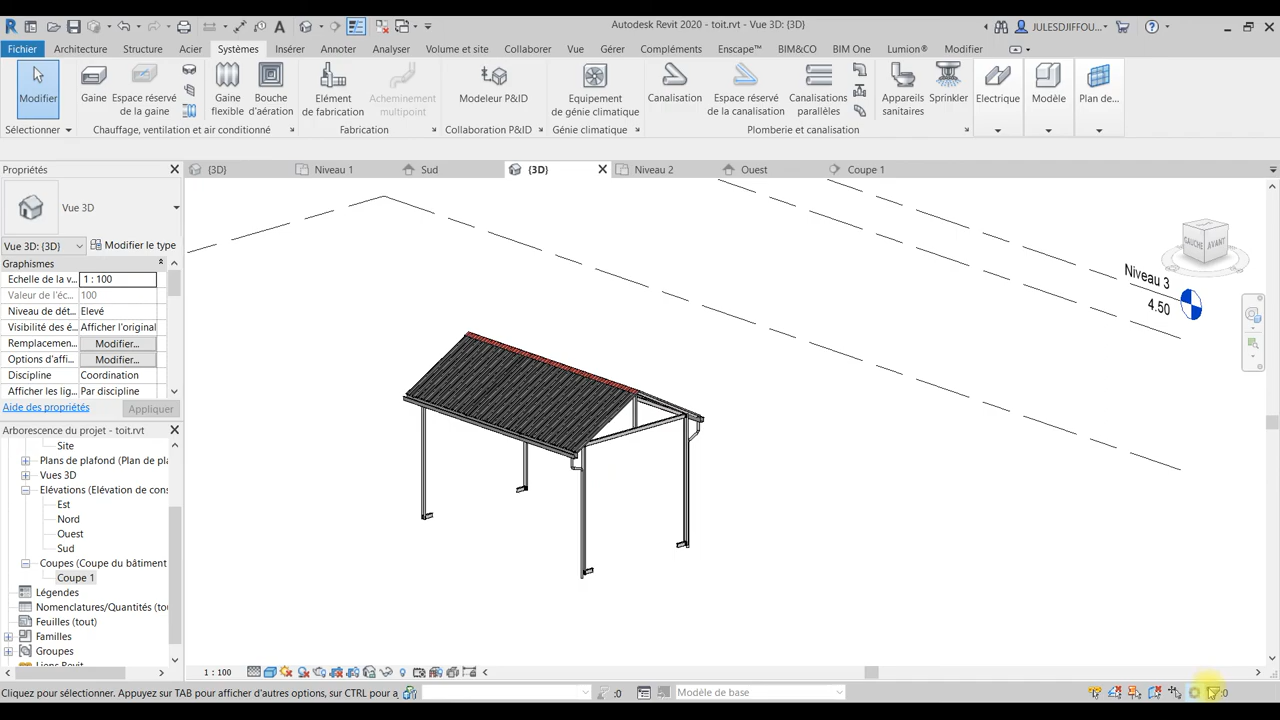 Autodesk Revit 2020 - toit.rvt - Vue 3D: {3D}
JULESDJIFFOU...
Fichier Architecture Structure Acier Systèmes Insérer Annoter Analyser Volume et site Collaborer Vue Gérer Compléments Enscape™ BIM&CO BIM One Lumion® Modifier
Modifier
Gaine
Espace réservé de la gaine
Gaine flexible
Bouche d'aération
Elément de fabrication
Acheminement multipoint
Modeleur P&ID
Equipement de génie climatique
Canalisation
Espace réservé de la canalisation
Canalisations parallèles
Appareils sanitaires
Sprinkler
Electrique
Modèle
Plan de...
Sélectionner
Chauffage, ventilation et air conditionné
Fabrication
Collaboration P&ID
Génie climatique
Plomberie et canalisation
Propriétés
{3D} Niveau 1 Sud {3D} Niveau 2 Ouest Coupe 1
Vue 3D
Vue 3D: {3D} Modifier le type
Graphismes
Echelle de la v... 1 : 100
Valeur de l'éc... 100
Niveau de dét... Elevé
Visibilité des é... Afficher l'original
Remplacemen... Modifier...
Options d'affi... Modifier...
Discipline Coordination
Afficher les lig... Par discipline
Aide des propriétés Appliquer
Arborescence du projet - toit.rvt
Site
Plans de plafond (Plan de pl
Vues 3D
Elévations (Elévation de cons
Est
Nord
Ouest
Sud
Coupes (Coupe du bâtiment
Coupe 1
Légendes
Nomenclatures/Quantités (tou
Feuilles (tout)
Familles
Groupes
Liens Revit
GAUCHE AVANT
Niveau 3
4.50
1 : 100
Cliquez pour sélectionner. Appuyez sur TAB pour afficher d'autres options, sur CTRL pour a :0 Modèle de base :0